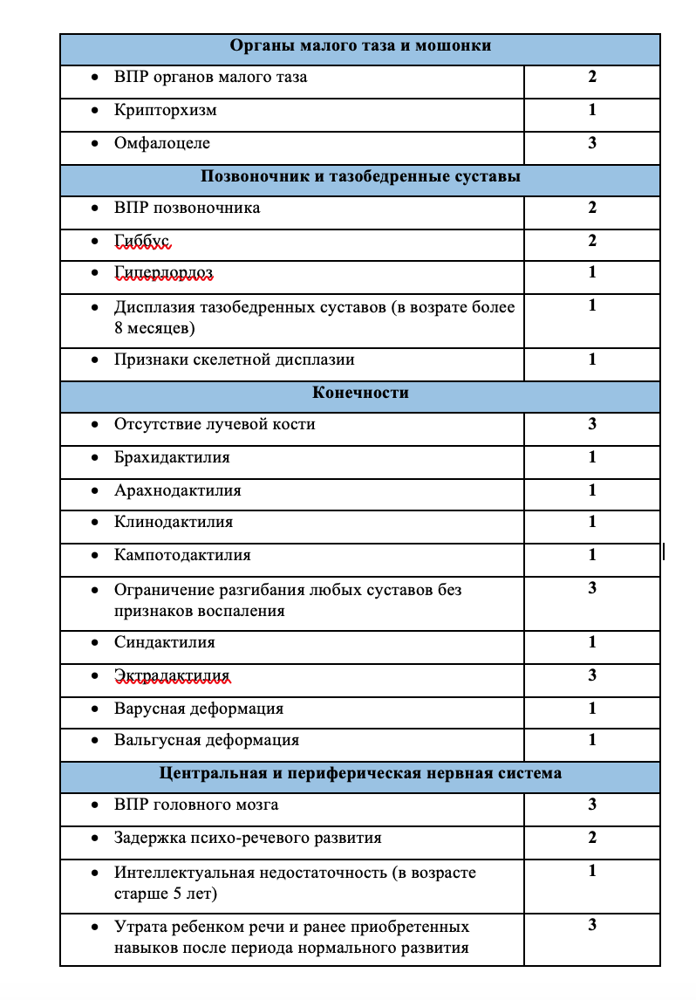 Органы малого таза и мошонки
• ВПР органов малого таза 2
• Крипторхизм 1
• Омфалоцеле 3
Позвоночник и тазобедренные суставы
• ВПР позвоночника 2
• Гиббус 2
• Гиперлордоз 1
• Дисплазия тазобедренных суставов (в возрате более 1
8 месяцев)
• Признаки скелетной дисплазии 1
Конечности
• Отсутствие лучевой кости 3
• Брахидактилия 1
• Арахнодактилия 1
• Клинодактилия 1
• Кампотодактилия 1
• Ограничение разгибания любых суставов без 3
признаков воспаления
• Синдактилия 1
• Эктрадактилия 3
• Варусная деформация 1
• Вальгусная деформация 1
Центральная и периферическая нервная система
• ВПР головного мозга 3
• Задержка психо-речевого развития 2
• Интеллектуальная недостаточность (в возрасте 1
старше 5 лет)
• Утрата ребенком речи и ранее приобретенных 3
навыков после периода нормального развития